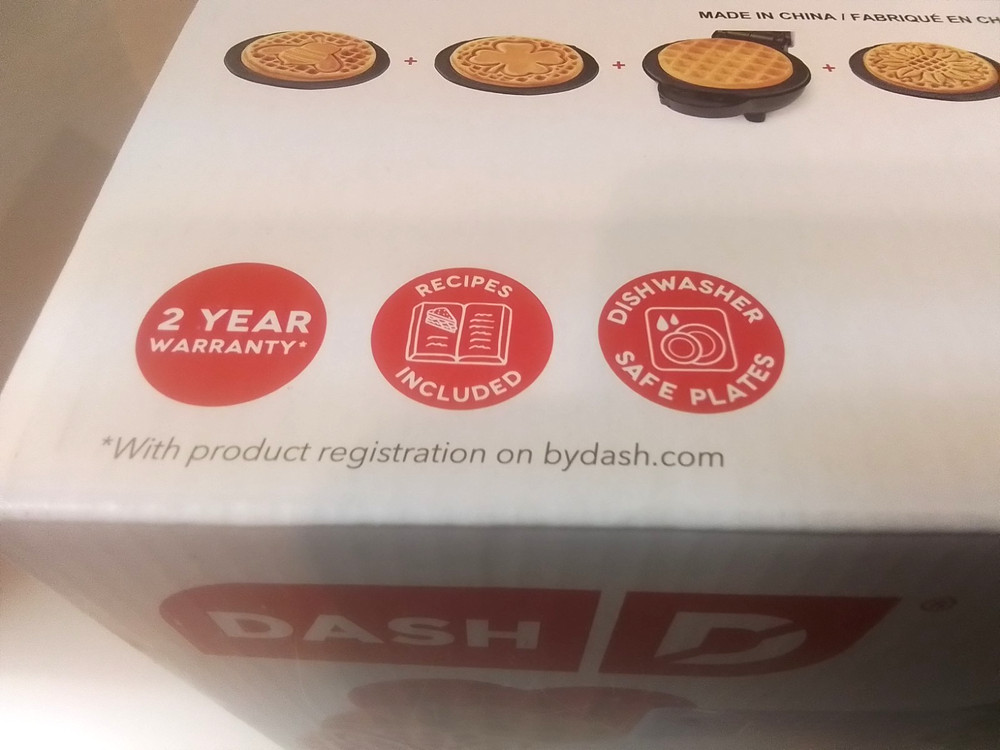 MADE IN CHINA / FABRIQUÉ EN CH
+ + +
2 YEAR
WARRANTY*
RECIPES
INCLUDED
DISHWASHER
SAFE PLATES
*With product registration on bydash.com
DASH D ®